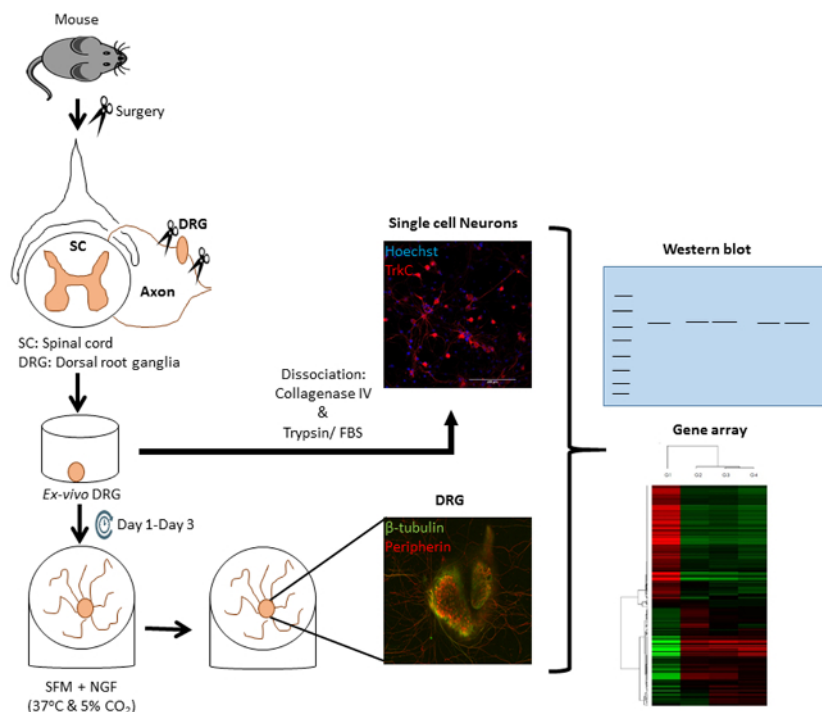 Mouse
Surgery
DRG
SC
Axon
SC: Spinal cord
DRG: Dorsal root ganglia
Ex-vivo DRG
Day 1-Day 3
SFM + NGF
(37ºC & 5% CO₂)
Dissociation:
Collagenase IV
&
Trypsin/ FBS
Single cell Neurons
Hoechst
TrkC
DRG
β-tubulin
Peripherin
Western blot
Gene array